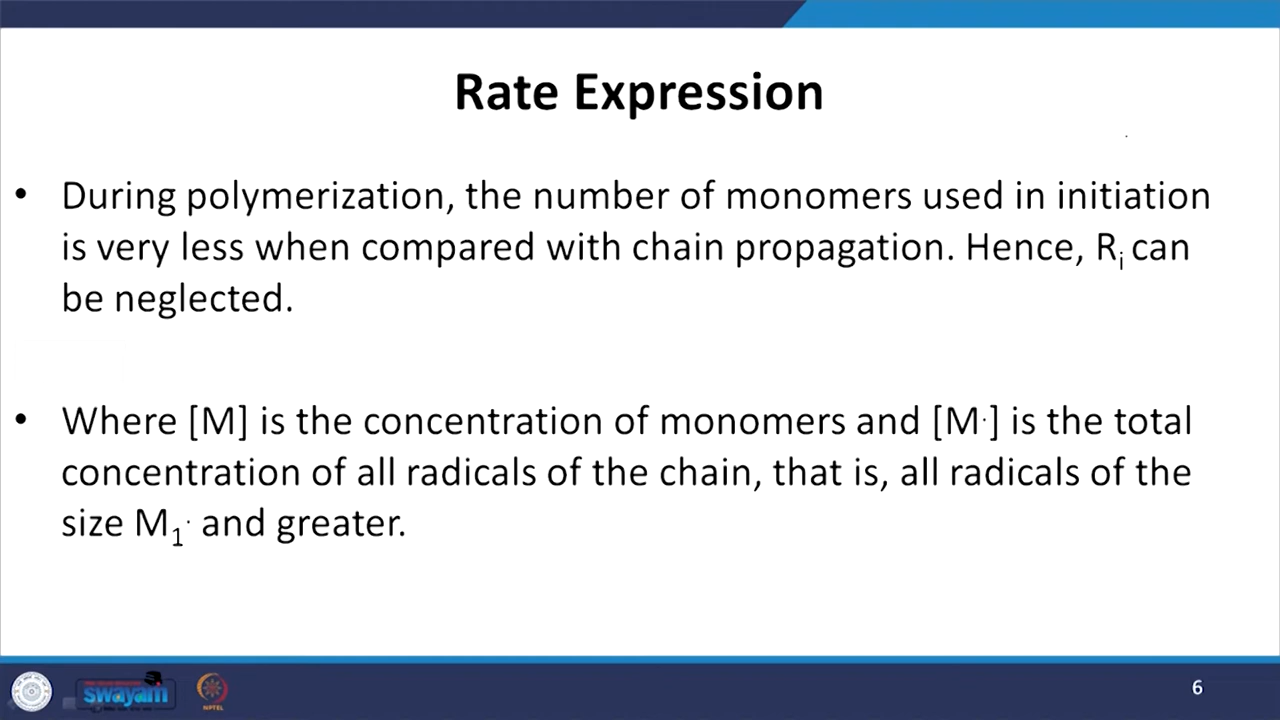 Rate Expression
• During polymerization, the number of monomers used in initiation
is very less when compared with chain propagation. Hence, Rᵢ can
be neglected.
• Where [M] is the concentration of monomers and [M·] is the total
concentration of all radicals of the chain, that is, all radicals of the
size M₁· and greater.
swayam
NPTEL
6